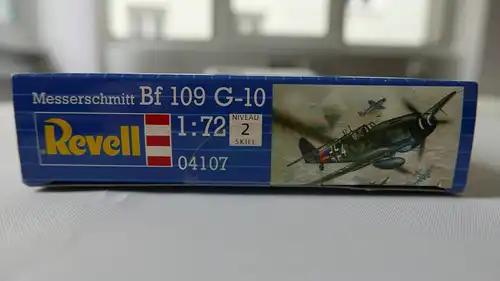 Messerschmitt Bf 109 G-10
Revell
1:72
NIVEAU
2
SKILL
04107